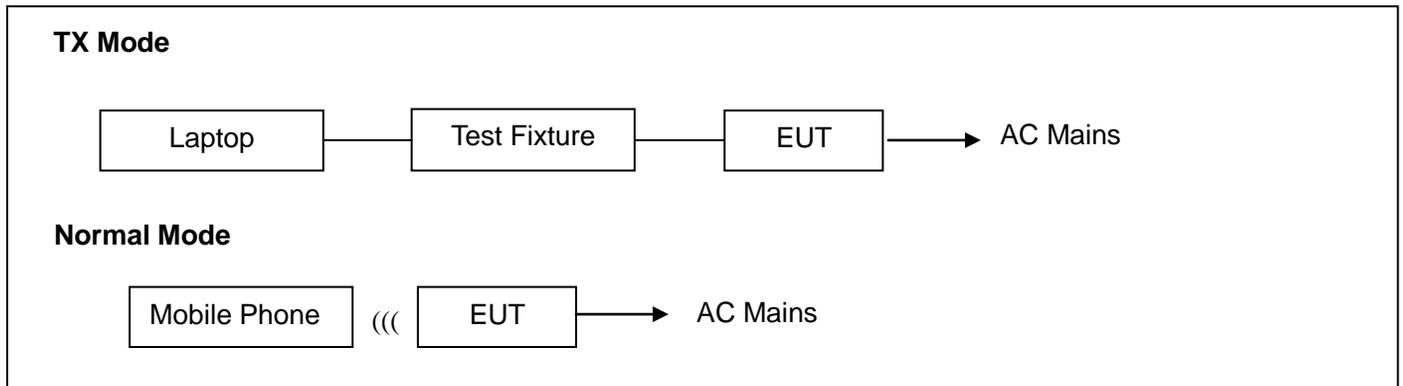 TX Mode
Laptop Test Fixture EUT AC Mains
Normal Mode
Mobile Phone ((( EUT AC Mains